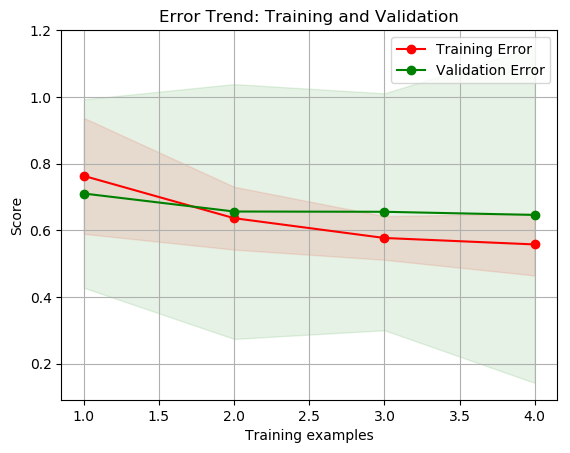 Error Trend: Training and Validation
Training Error
Validation Error
Score
1.2
1.0
0.8
0.6
0.4
0.2
1.0 1.5 2.0 2.5 3.0 3.5 4.0
Training examples